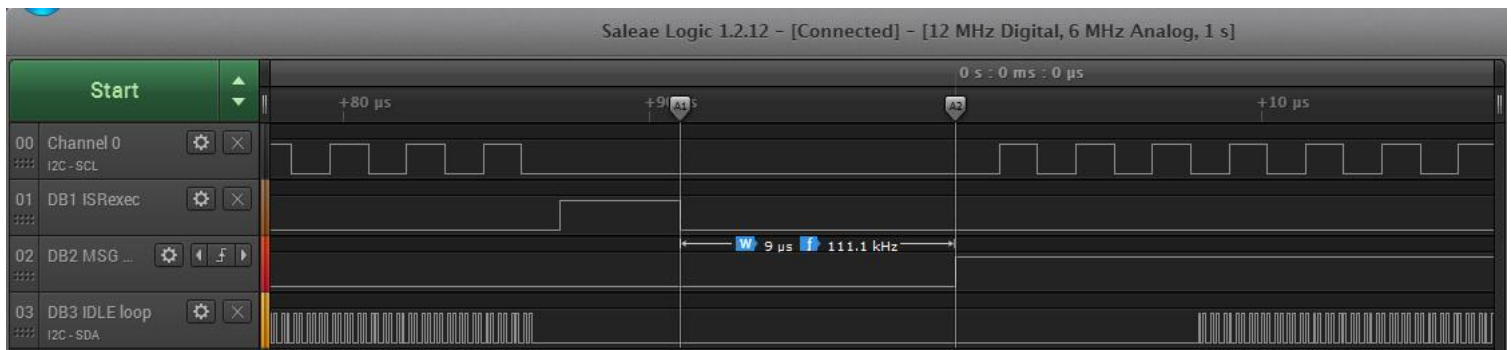 Saleae Logic 1.2.12 - [Connected] - [12 MHz Digital, 6 MHz Analog, 1 s]
Start
0 s : 0 ms : 0 µs
+80 µs
A1
A2
+10 µs
00 Channel 0
I2C - SCL
01 DB1 ISRexec
W 9 µs f 111.1 kHz
02 DB2 MSG ...
03 DB3 IDLE loop
I2C - SDA